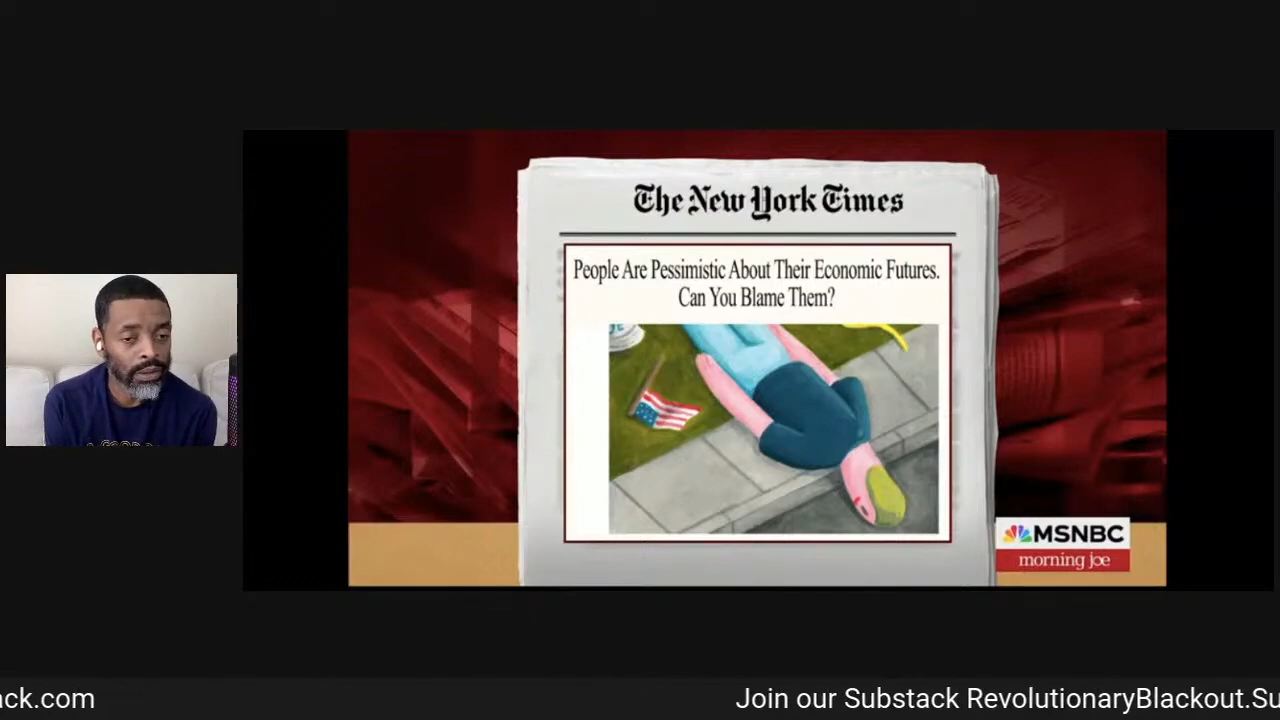 The New York Times
People Are Pessimistic About Their Economic Futures.
Can You Blame Them?
MSNBC
morning joe
ack.com
Join our Substack RevolutionaryBlackout.Su